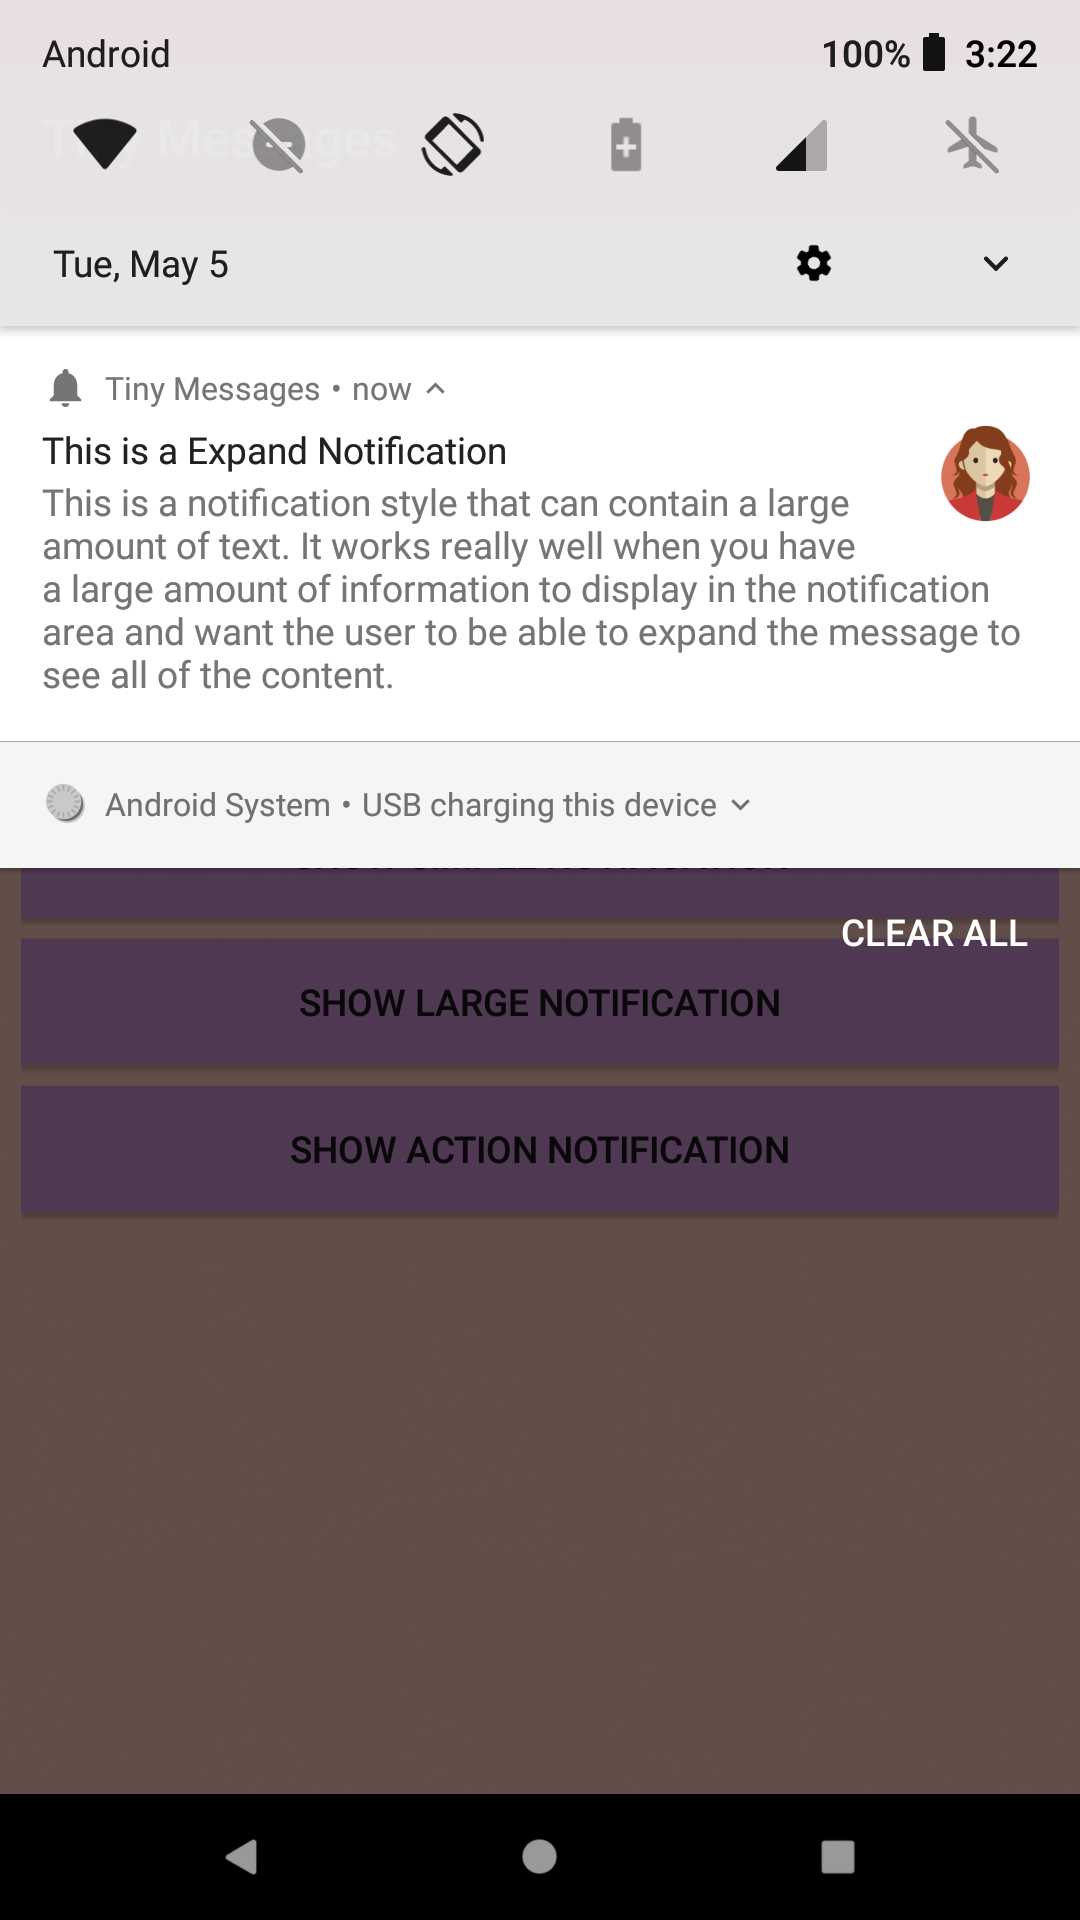 Android 100% 3:22
Tiny Messages
Tue, May 5
Tiny Messages • now
This is a Expand Notification
This is a notification style that can contain a large
amount of text. It works really well when you have
a large amount of information to display in the notification
area and want the user to be able to expand the message to
see all of the content.
Android System • USB charging this device
CLEAR ALL
SHOW LARGE NOTIFICATION
SHOW ACTION NOTIFICATION